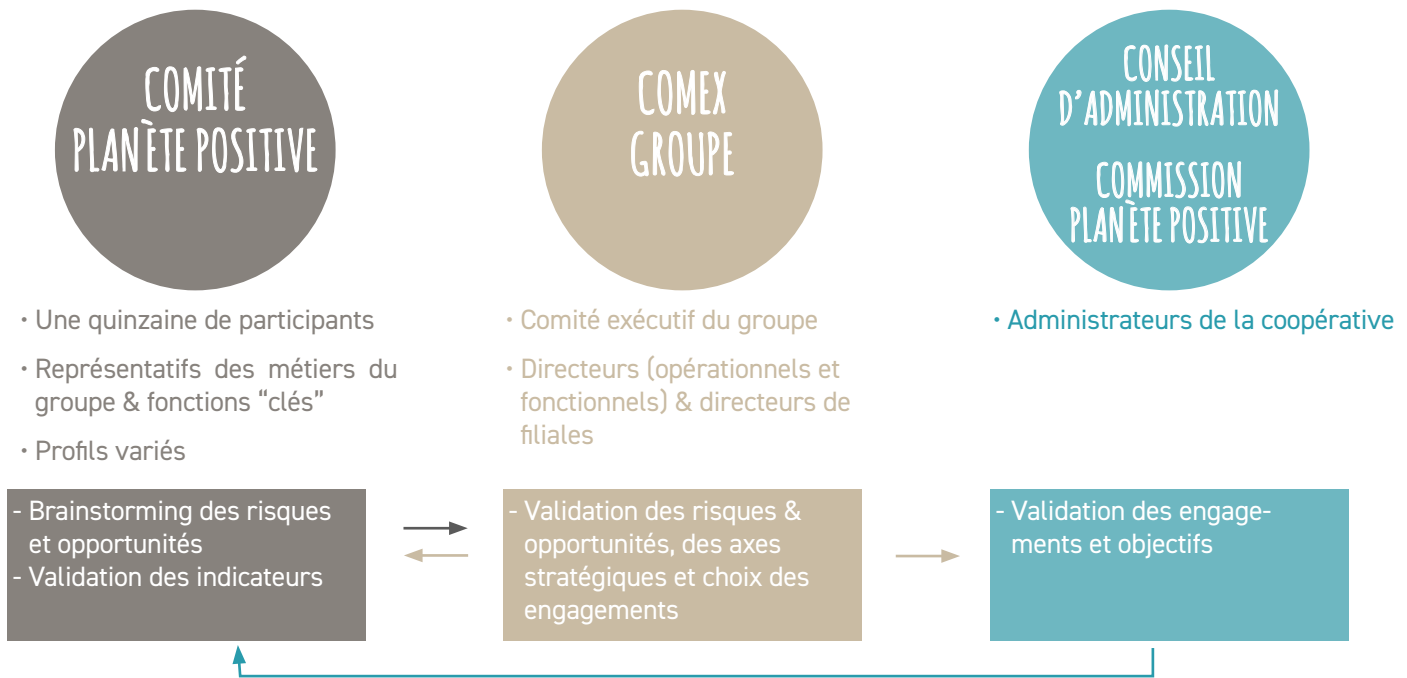 COMITÉ
PLANÈTE POSITIVE
· Une quinzaine de participants
· Représentatifs des métiers du
groupe & fonctions “clés”
· Profils variés
- Brainstorming des risques
et opportunités
- Validation des indicateurs
COMEX
GROUPE
· Comité exécutif du groupe
· Directeurs (opérationnels et
fonctionnels) & directeurs de
filiales
- Validation des risques &
opportunités, des axes
stratégiques et choix des
engagements
CONSEIL
D’ADMINISTRATION
COMMISSION
PLANÈTE POSITIVE
· Administrateurs de la coopérative
- Validation des engage-
ments et objectifs